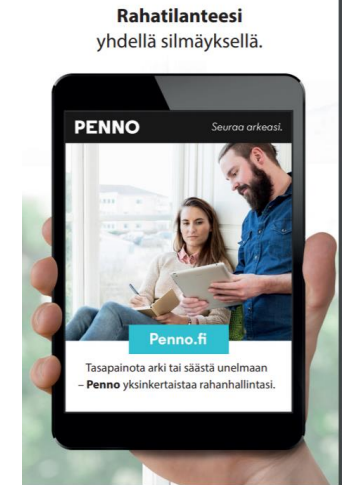 Rahatilanteesi
yhdellä silmäyksellä.
PENNO
Seuraa arkeasi.
Penno.fi
Tasapainota arki tai säästä unelmaan
– Penno yksinkertaistaa rahanhallintasi.